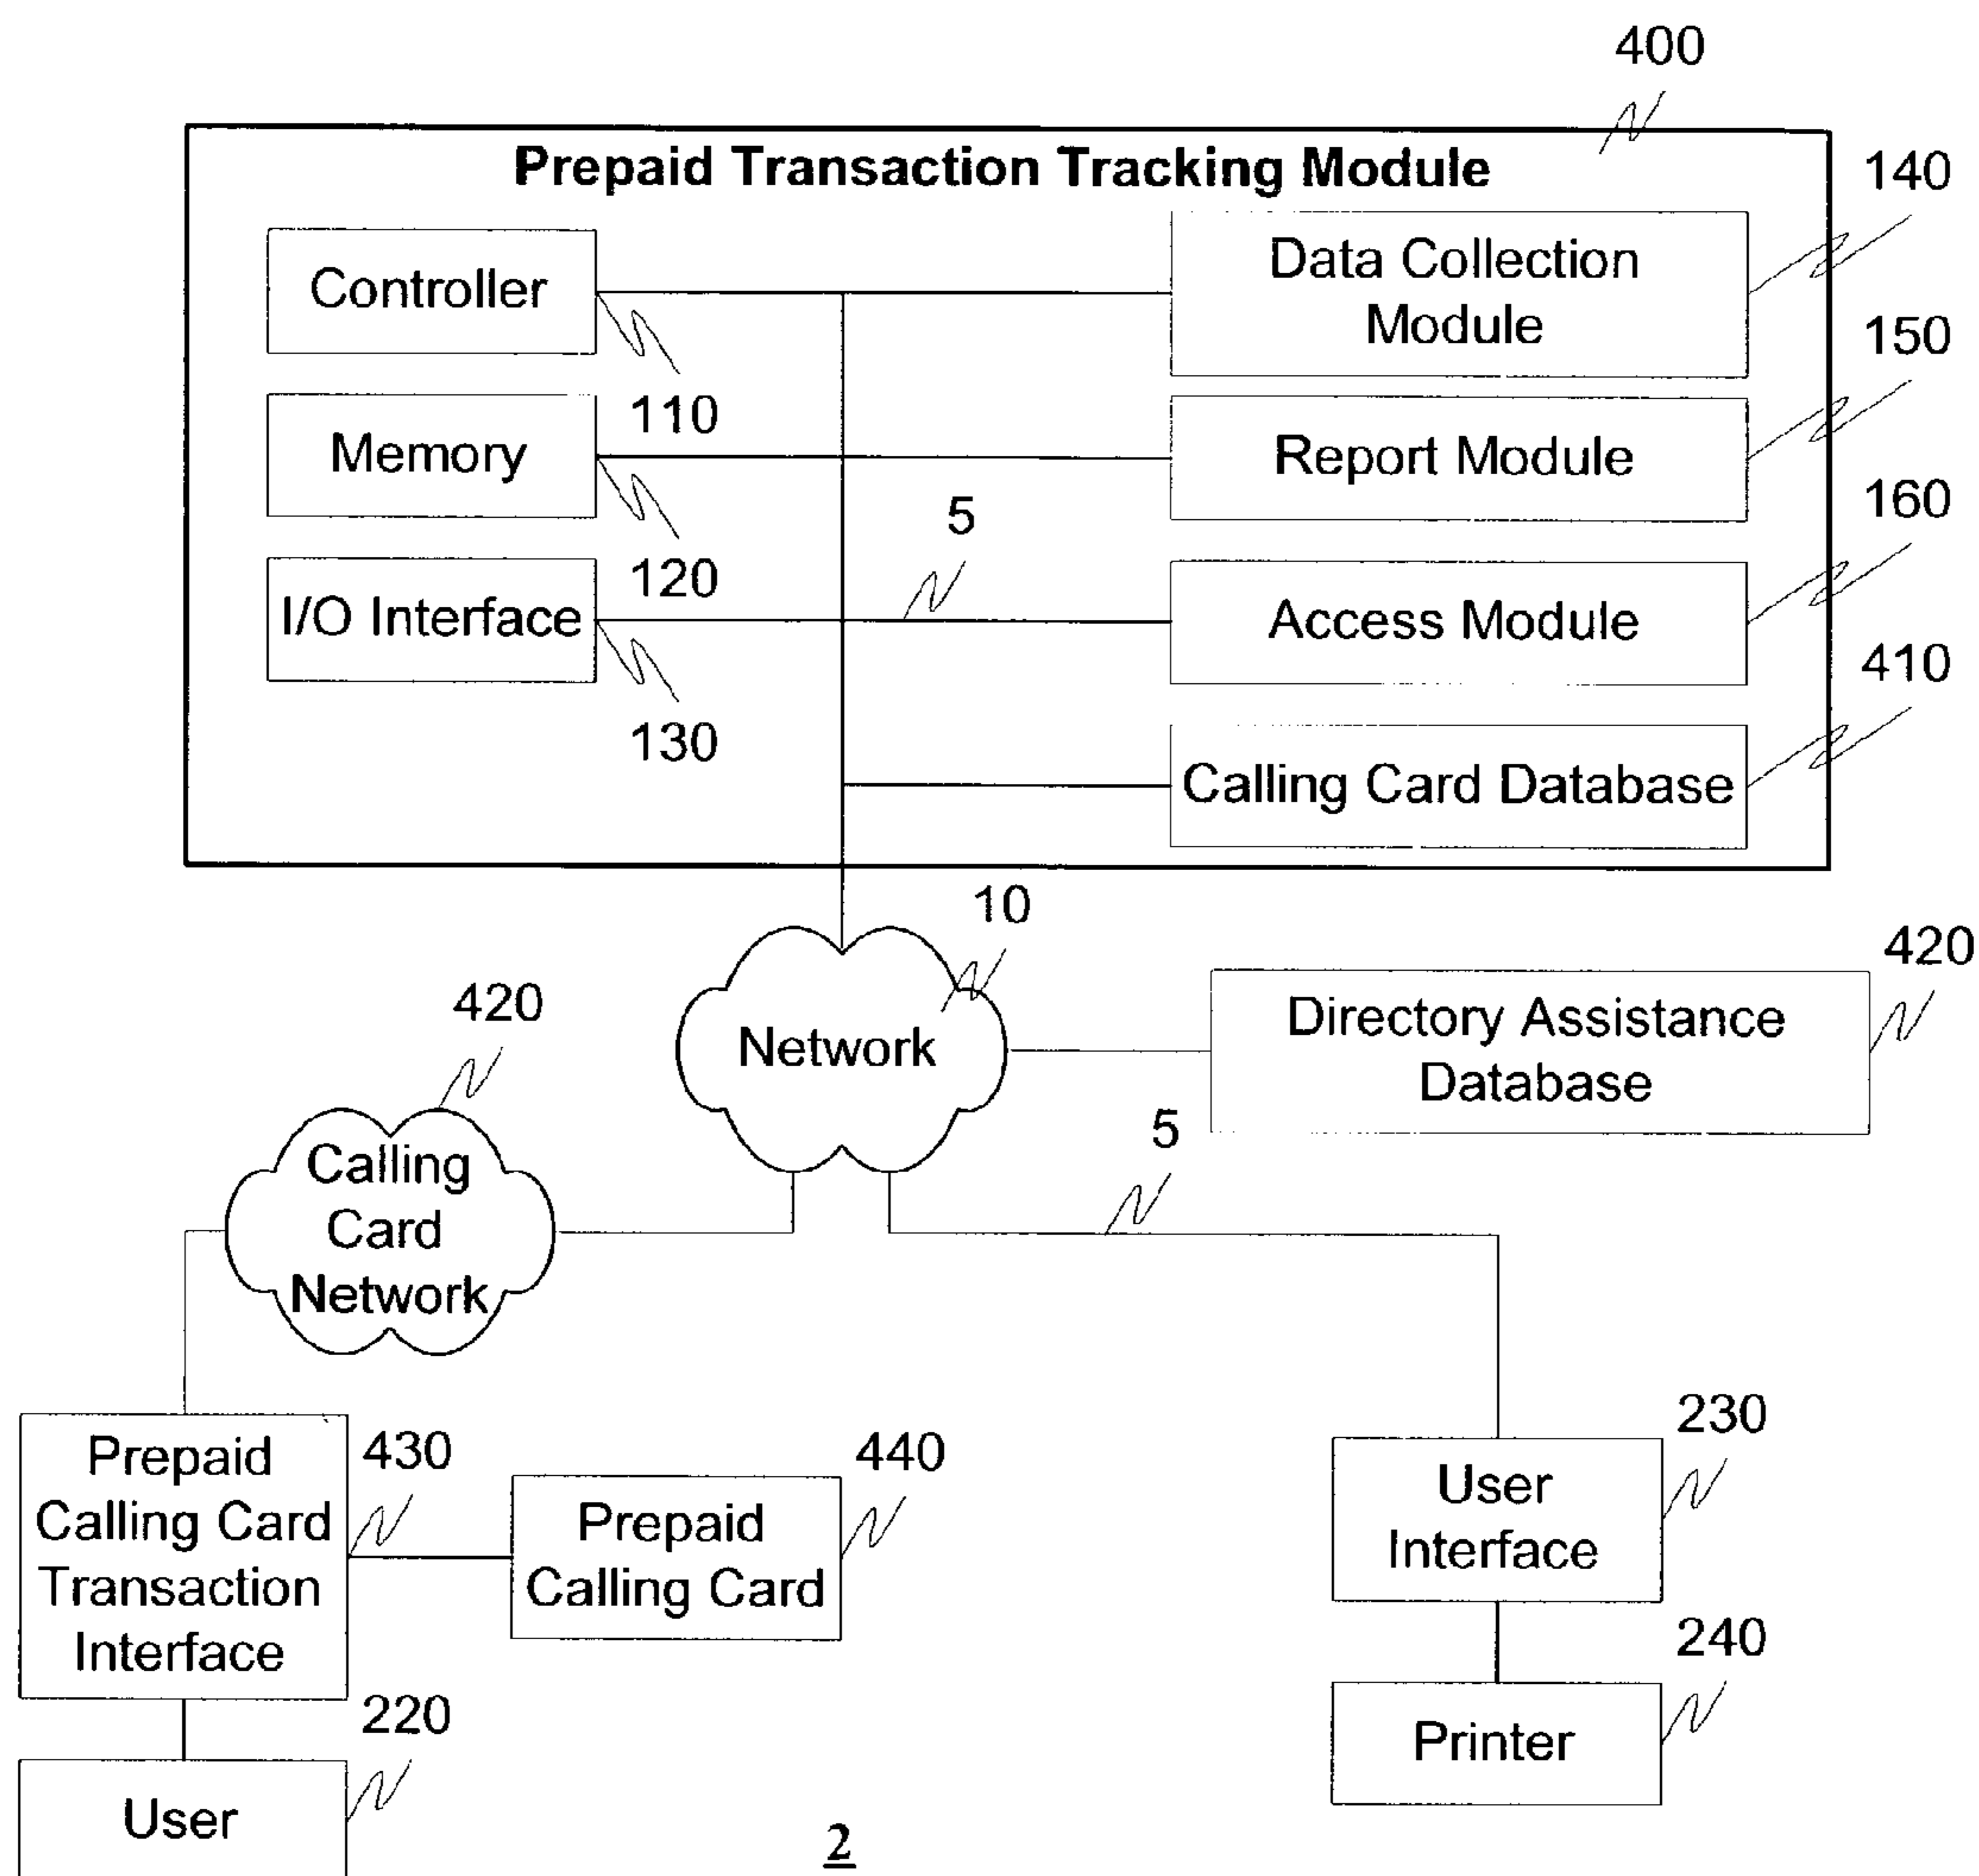 400
Prepaid Transaction Tracking Module
140
Controller
Data Collection
Module
110
150
Memory
Report Module
120
5
160
I/O Interface
Access Module
130
410
Calling Card Database
10
420
Network
Directory Assistance
Database
420
5
Calling
Card
Network
Prepaid
Calling Card
Transaction
Interface
430
Prepaid
Calling Card
440
User
Interface
230
Printer
240
220
User
2